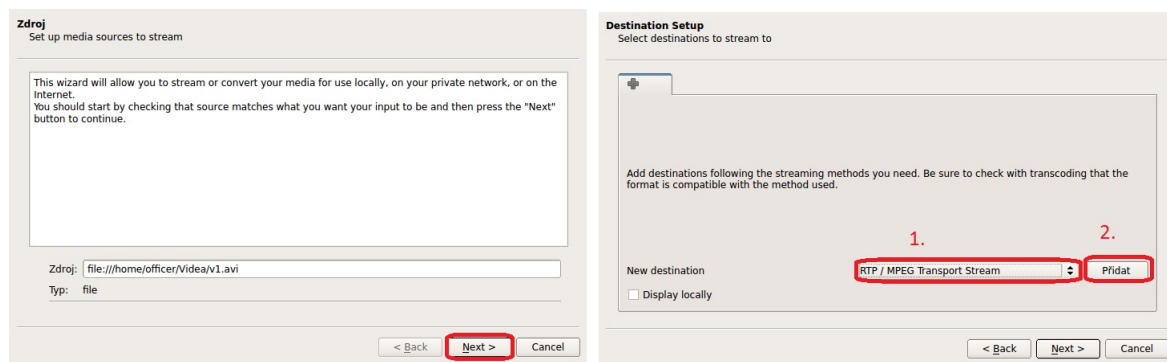 Zdroj
Set up media sources to stream
This wizard will allow you to stream or convert your media for use locally, on your private network, or on the
Internet.
You should start by checking that source matches what you want your input to be and then press the "Next"
button to continue.
Zdroj: file:///home/officer/Videa/v1.avi
Typ: file
< Back Next > Cancel
Destination Setup
Select destinations to stream to
Add destinations following the streaming methods you need. Be sure to check with transcoding that the
format is compatible with the method used.
1. 2.
New destination RTP / MPEG Transport Stream Přidat
Display locally
< Back Next > Cancel